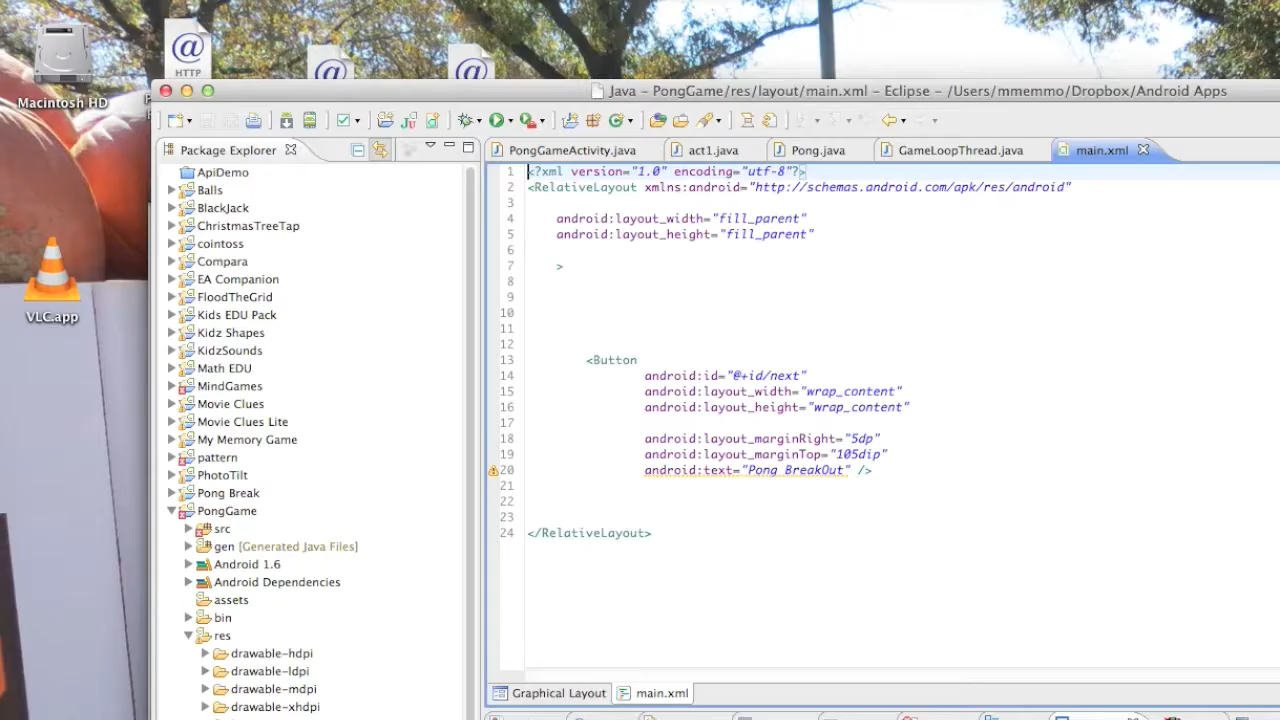 HTTP
Macintosh HD
VLC.app
Java – PongGame/res/layout/main.xml – Eclipse – /Users/mmemmo/Dropbox/Android Apps
Package Explorer
PongGameActivity.java
act1.java
Pong.java
GameLoopThread.java
main.xml
ApiDemo
Balls
BlackJack
ChristmasTreeTap
cointoss
Compara
EA Companion
FloodTheGrid
Kids EDU Pack
Kidz Shapes
KidzSounds
Math EDU
MindGames
Movie Clues
Movie Clues Lite
My Memory Game
pattern
PhotoTilt
Pong Break
PongGame
src
gen [Generated Java Files]
Android 1.6
Android Dependencies
assets
bin
res
drawable-hdpi
drawable-ldpi
drawable-mdpi
drawable-xhdpi
1 <?xml version="1.0" encoding="utf-8"?>
2 <RelativeLayout xmlns:android="http://schemas.android.com/apk/res/android"
3
4 android:layout_width="fill_parent"
5 android:layout_height="fill_parent"
6
7 >
8
9
10
11
12
13 <Button
14 android:id="@+id/next"
15 android:layout_width="wrap_content"
16 android:layout_height="wrap_content"
17
18 android:layout_marginRight="5dp"
19 android:layout_marginTop="105dip"
20 android:text="Pong BreakOut" />
21
22
23
24 </RelativeLayout>
Graphical Layout
main.xml